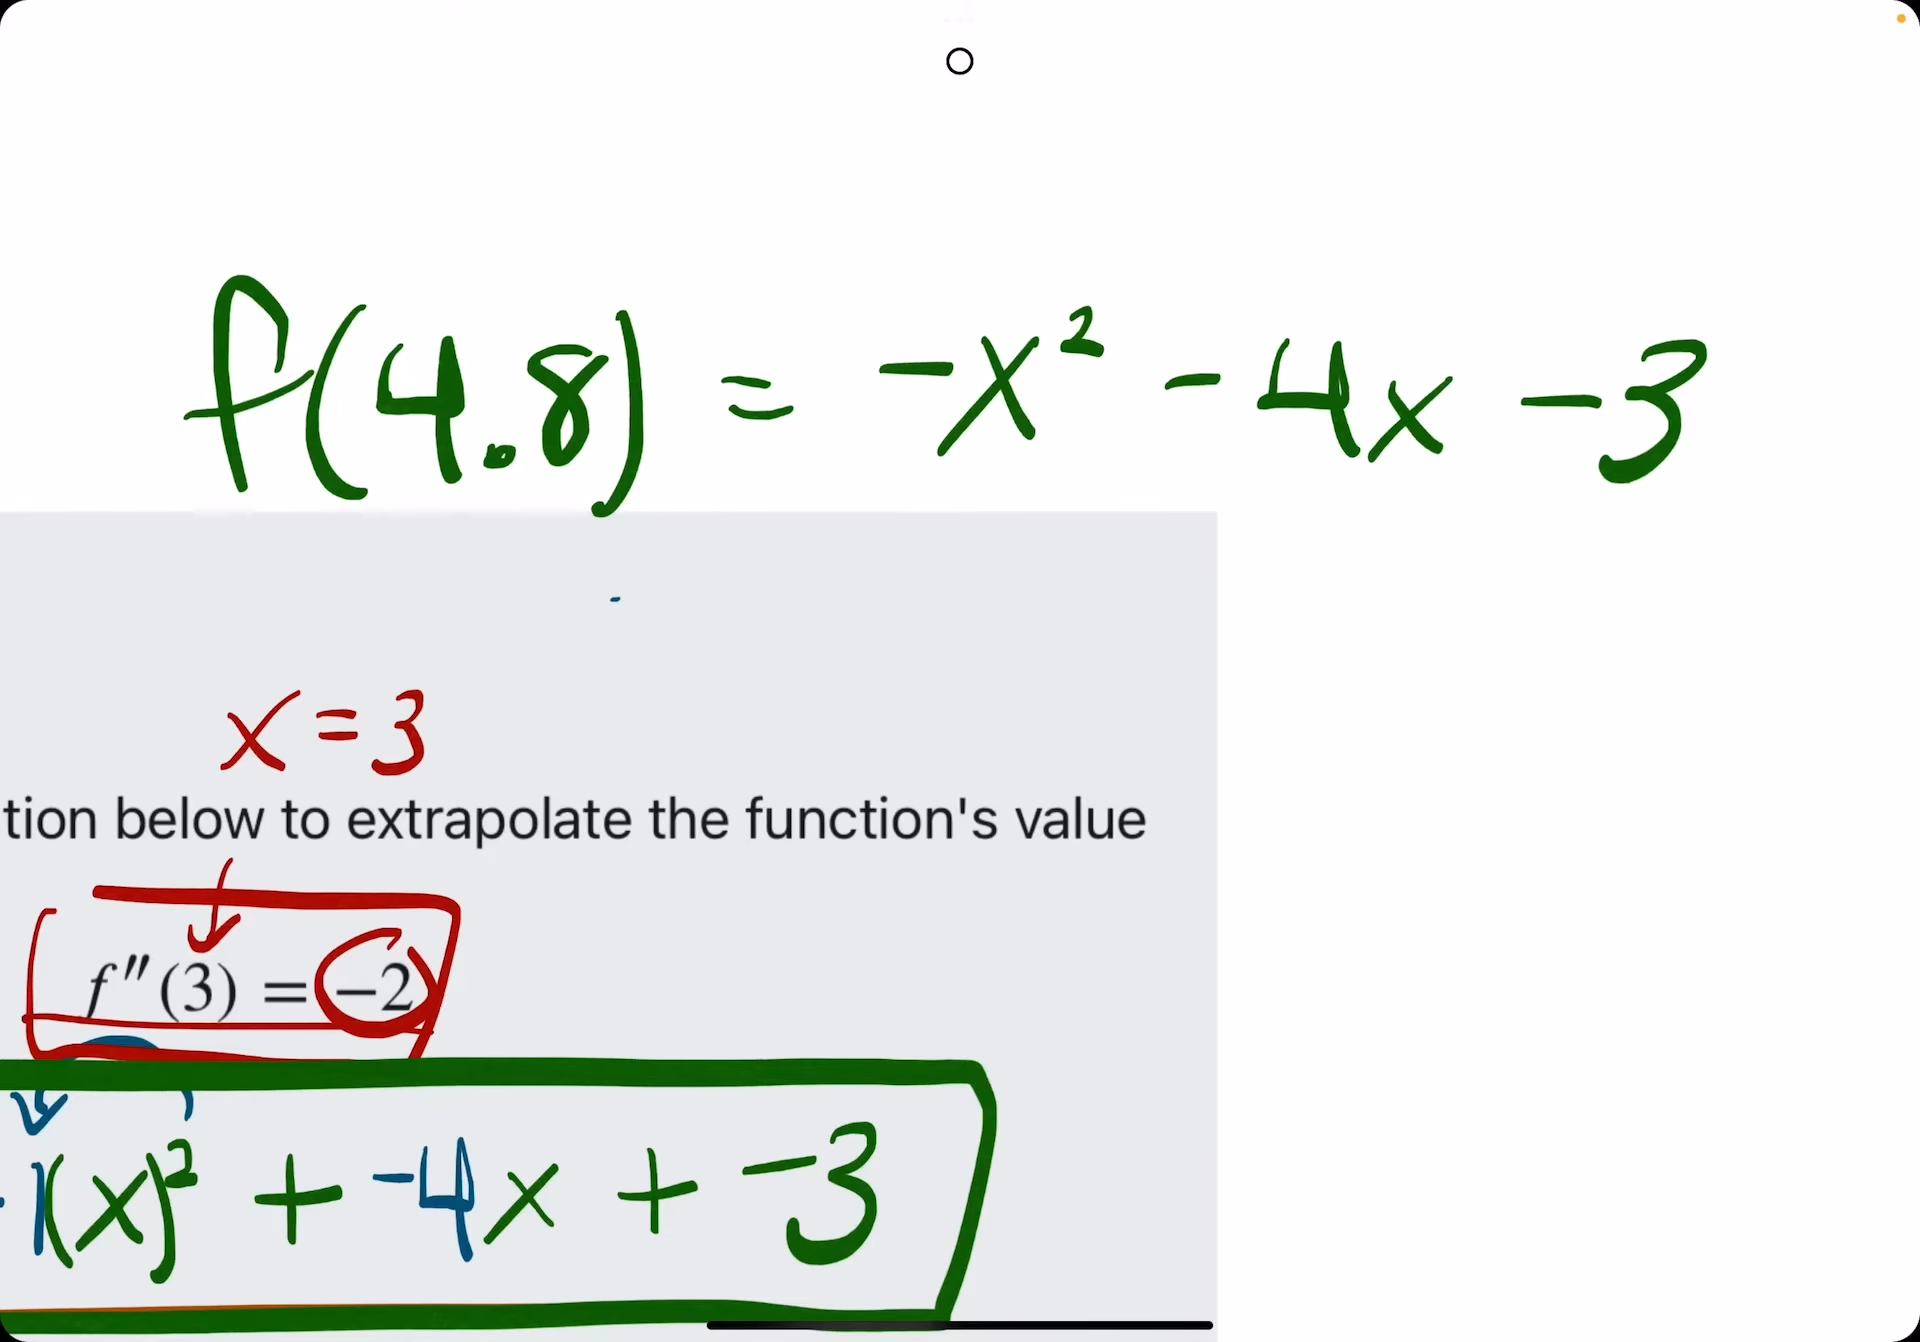 f(4.8) = -x² - 4x - 3
x = 3
tion below to extrapolate the function's value
f″(3) = −2
-1(x)² + -4x + -3